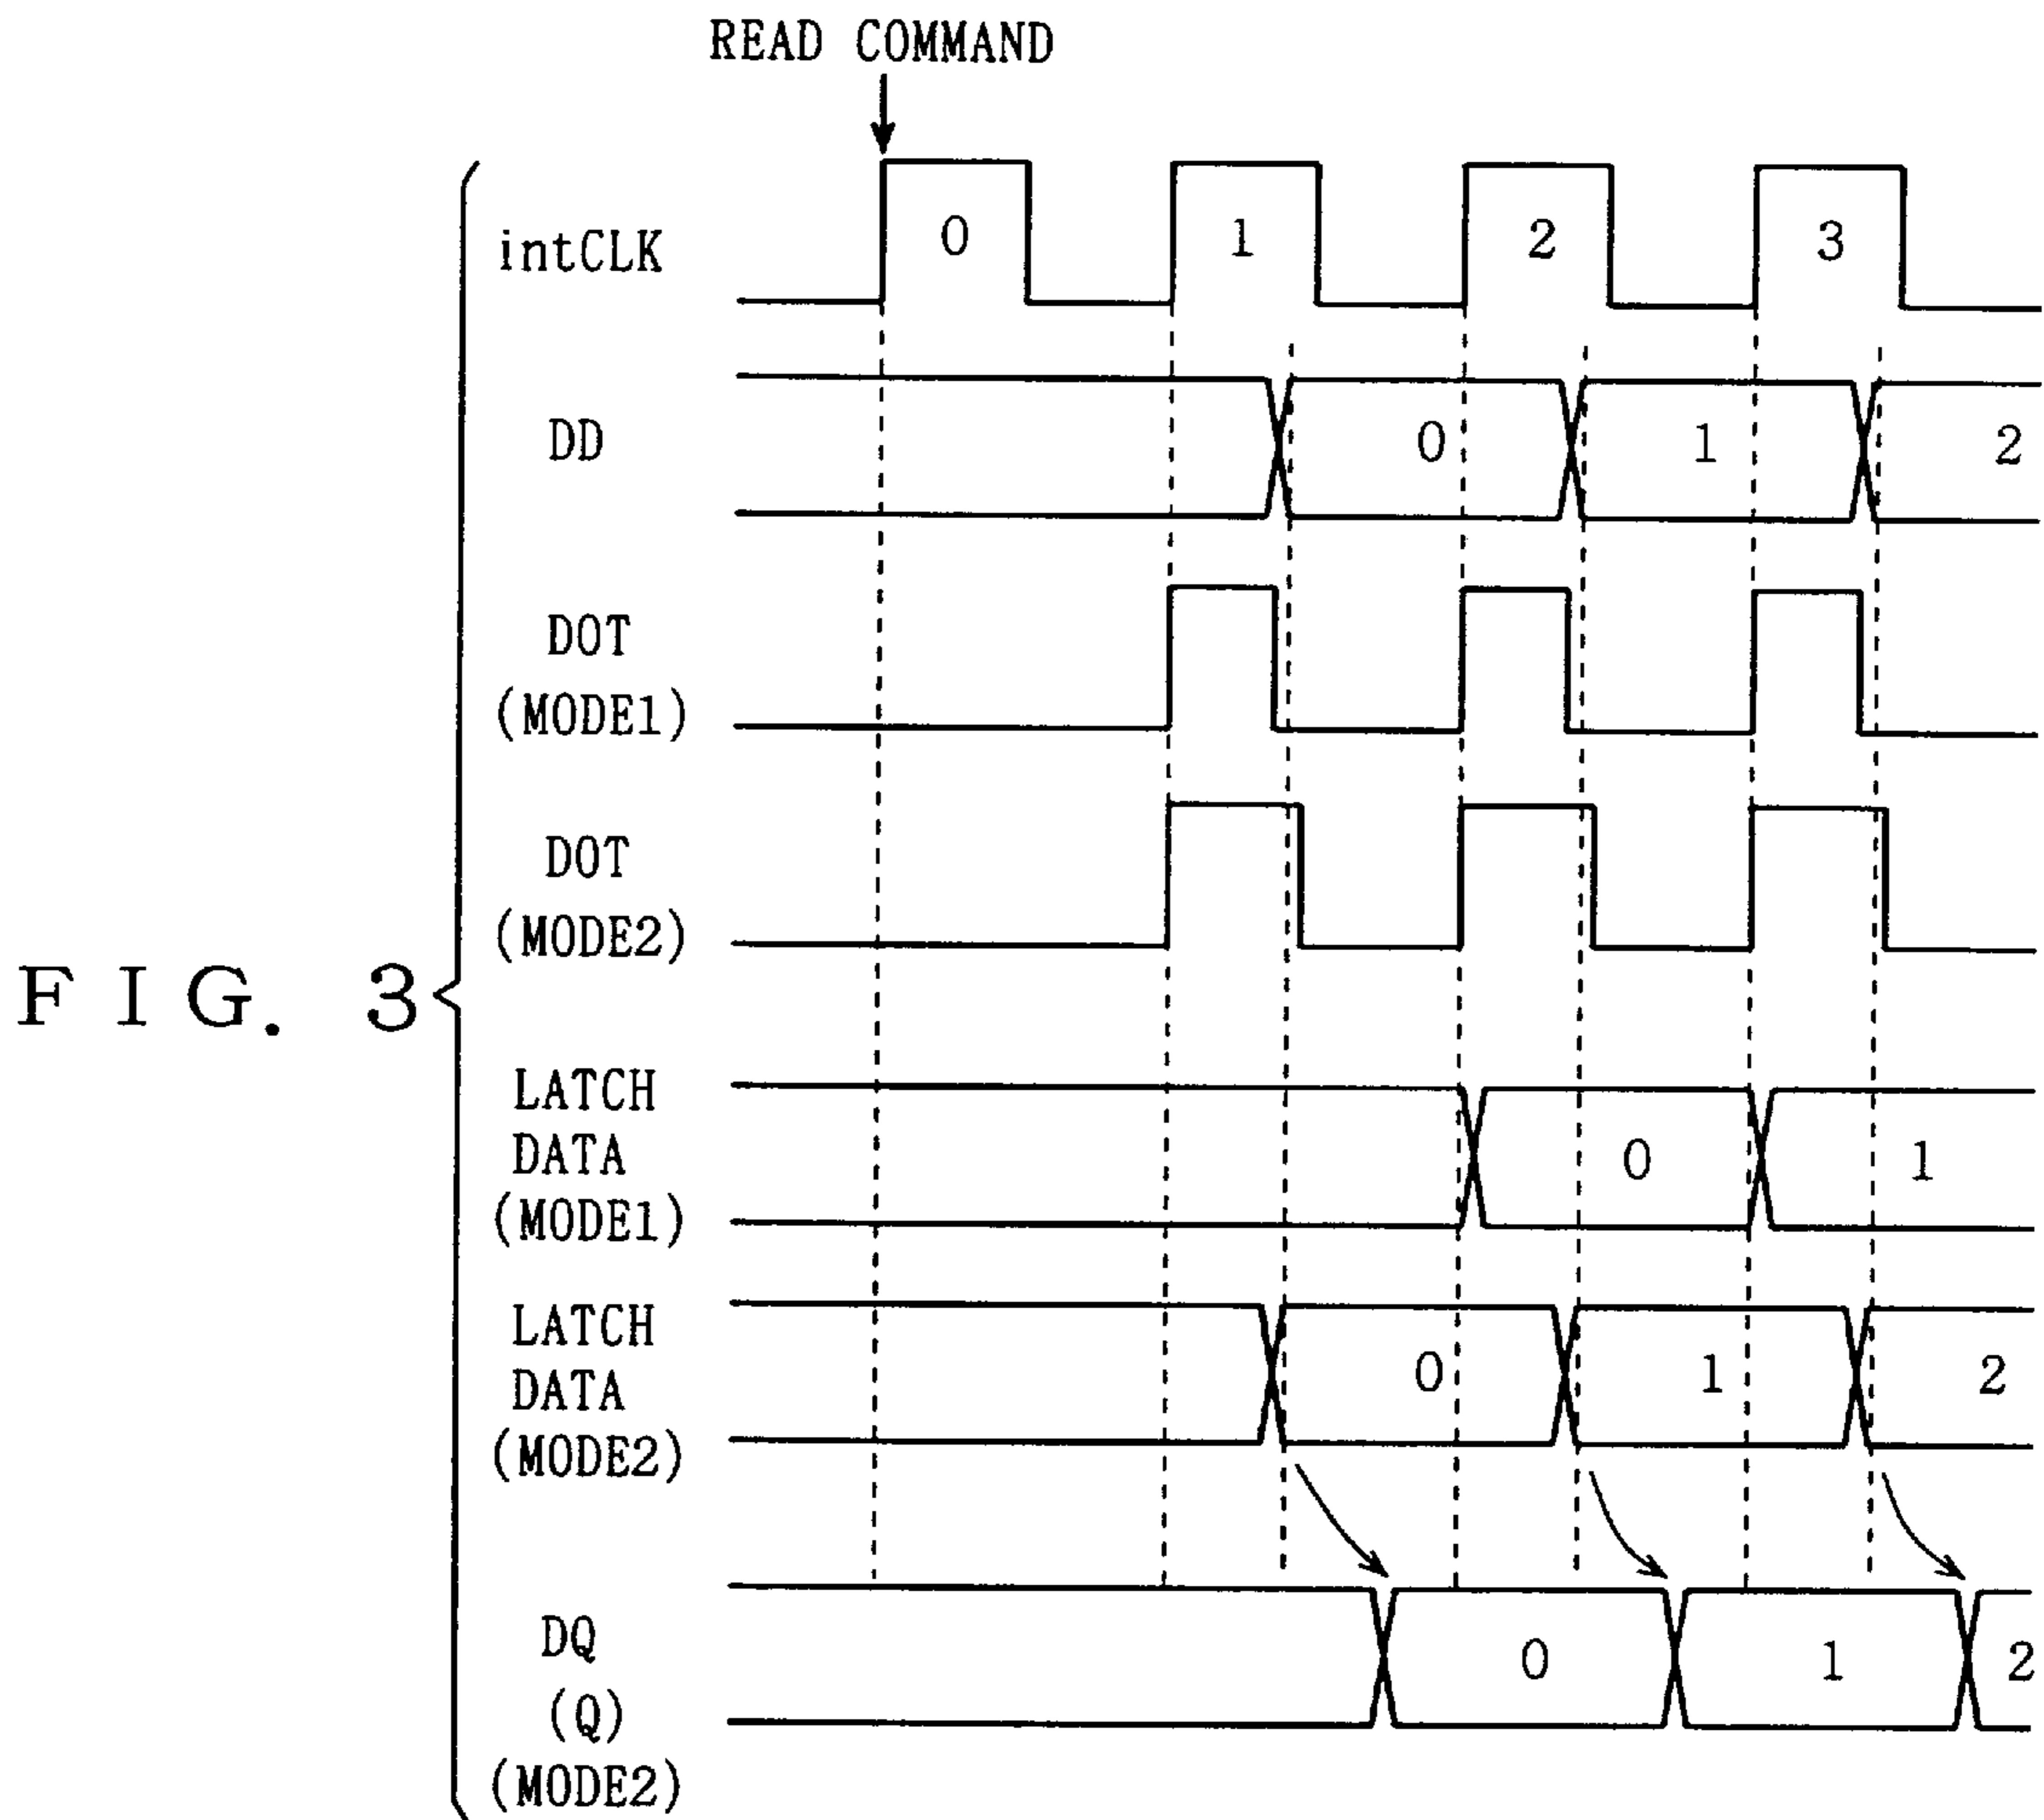 READ COMMAND
intCLK 0 1 2 3
DD 0 1 2
DOT
(MODE1)
DOT
(MODE2)
FIG. 3
LATCH
DATA 0 1
(MODE1)
LATCH
DATA 0 1 2
(MODE2)
DQ 0 1 2
(Q)
(MODE2)